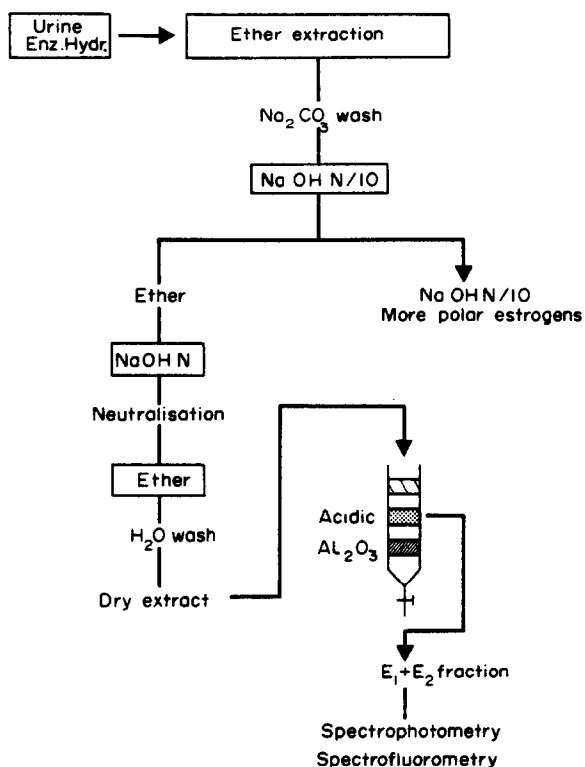 Urine
Enz.Hydr.
Ether extraction
Na₂CO₃ wash
Na OH N/10
Ether
Na OH N/10
More polar estrogens
NaOH N
Neutralisation
Ether
H₂O wash
Dry extract
Acidic
AL₂O₃
E₁+E₂ fraction
Spectrophotometry
Spectrofluorometry